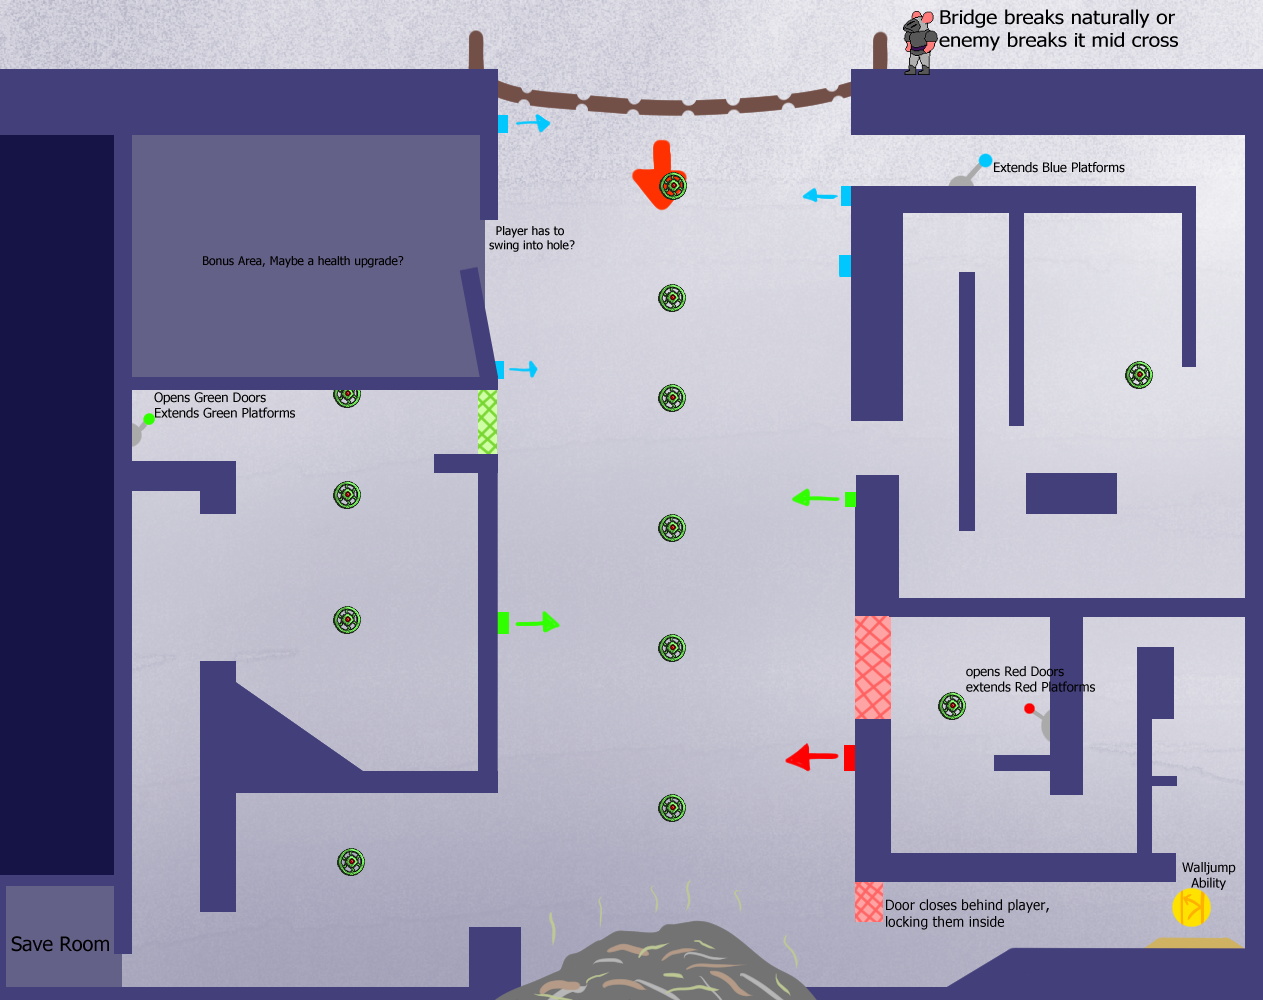 Bridge breaks naturally or
enemy breaks it mid cross
Extends Blue Platforms
Player has to
swing into hole?
Bonus Area, Maybe a health upgrade?
Opens Green Doors
Extends Green Platforms
opens Red Doors
extends Red Platforms
Walljump
Ability
Door closes behind player,
locking them inside
Save Room